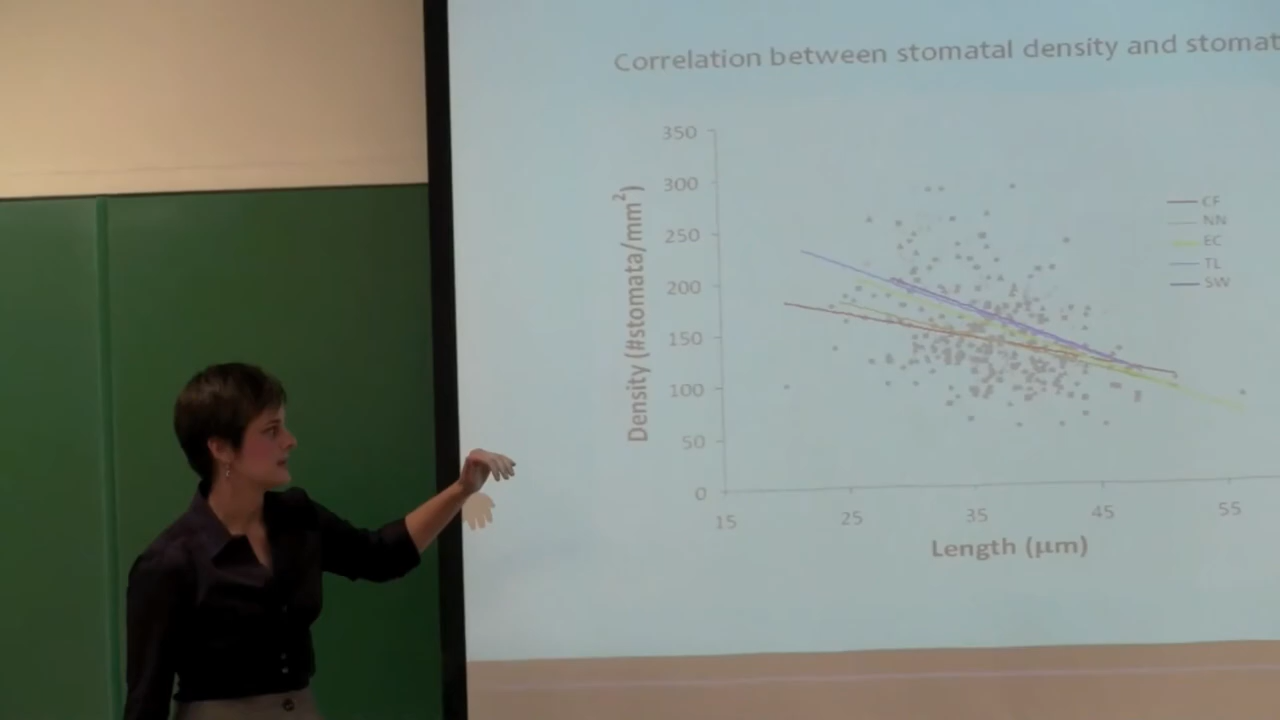 Correlation between stomatal density and stomat
350
300
250
200
150
100
50
0
Density (#stomata/mm²)
CF
NN
EC
TL
SW
15 25 35 45 55
Length (µm)